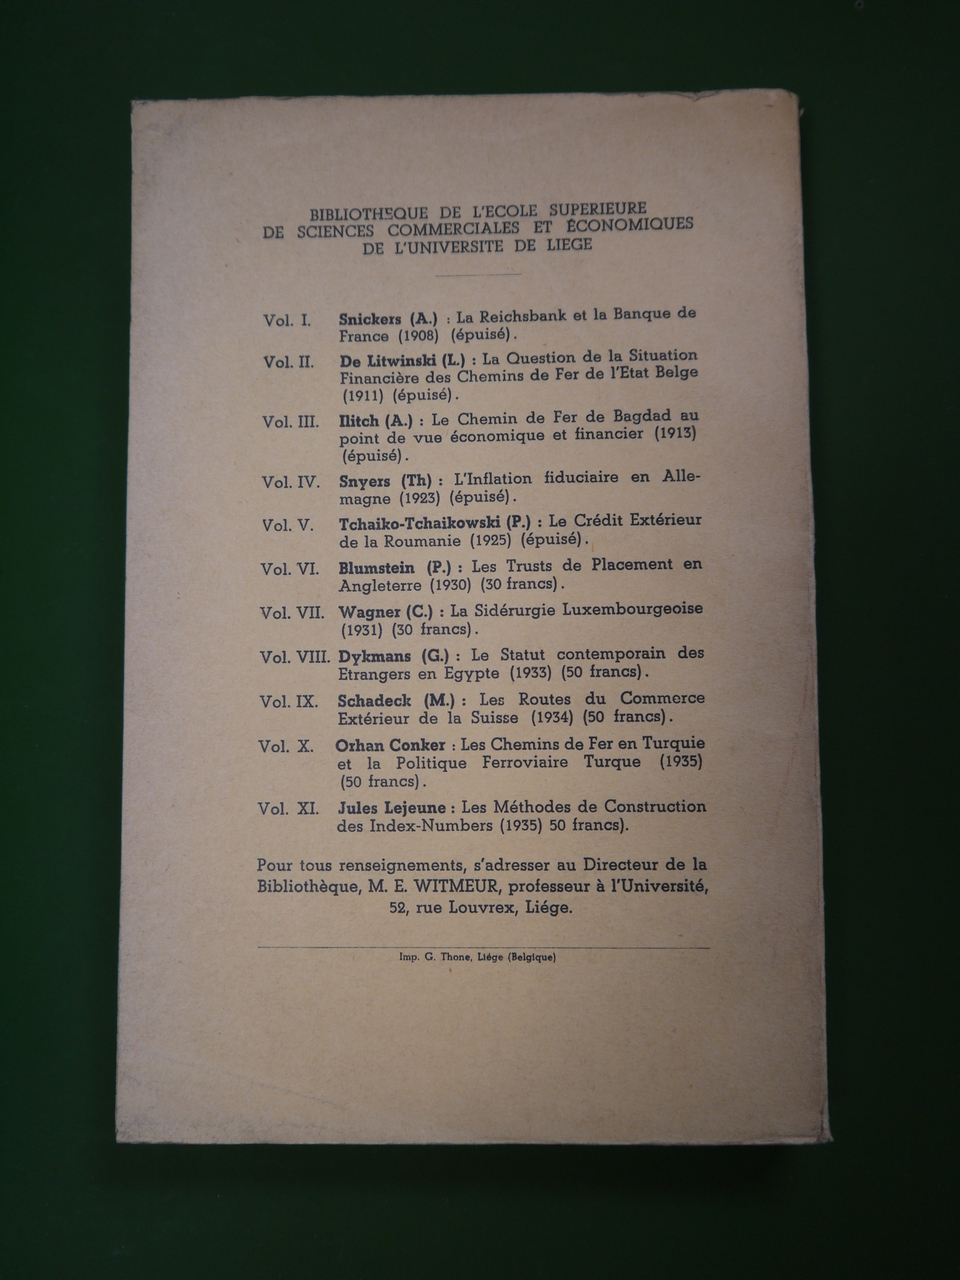 BIBLIOTHEQUE DE L'ECOLE SUPERIEURE
DE SCIENCES COMMERCIALES ET ÉCONOMIQUES
DE L'UNIVERSITE DE LIEGE
Vol. I. Snickers (A.) : La Reichsbank et la Banque de
France (1908) (épuisé).
Vol. II. De Litwinski (L.) : La Question de la Situation
Financière des Chemins de Fer de l'Etat Belge
(1911) (épuisé).
Vol. III. Ilitch (A.) : Le Chemin de Fer de Bagdad au
point de vue économique et financier (1913)
(épuisé).
Vol. IV. Snyers (Th) : L'Inflation fiduciaire en Alle-
magne (1923) (épuisé).
Vol. V. Tchaiko-Tchaikowski (P.) : Le Crédit Extérieur
de la Roumanie (1925) (épuisé).
Vol. VI. Blumstein (P.) : Les Trusts de Placement en
Angleterre (1930) (30 francs).
Vol. VII. Wagner (C.) : La Sidérurgie Luxembourgeoise
(1931) (30 francs).
Vol. VIII. Dykmans (G.) : Le Statut contemporain des
Etrangers en Egypte (1933) (50 francs).
Vol. IX. Schadeck (M.) : Les Routes du Commerce
Extérieur de la Suisse (1934) (50 francs).
Vol. X. Orhan Conker : Les Chemins de Fer en Turquie
et la Politique Ferroviaire Turque (1935)
(50 francs).
Vol. XI. Jules Lejeune : Les Méthodes de Construction
des Index-Numbers (1935) 50 francs).
Pour tous renseignements, s'adresser au Directeur de la
Bibliothèque, M. E. WITMEUR, professeur à l'Université,
52, rue Louvrex, Liége.
Imp. G. Thone, Liége (Belgique)